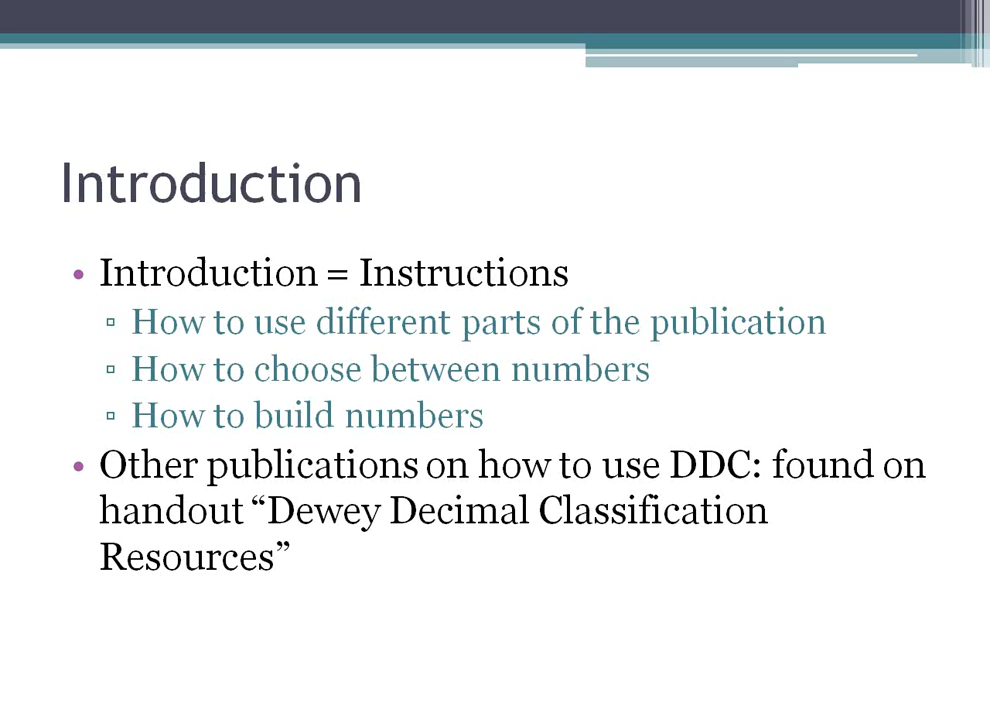 Introduction
• Introduction = Instructions
▫ How to use different parts of the publication
▫ How to choose between numbers
▫ How to build numbers
• Other publications on how to use DDC: found on
handout “Dewey Decimal Classification
Resources”